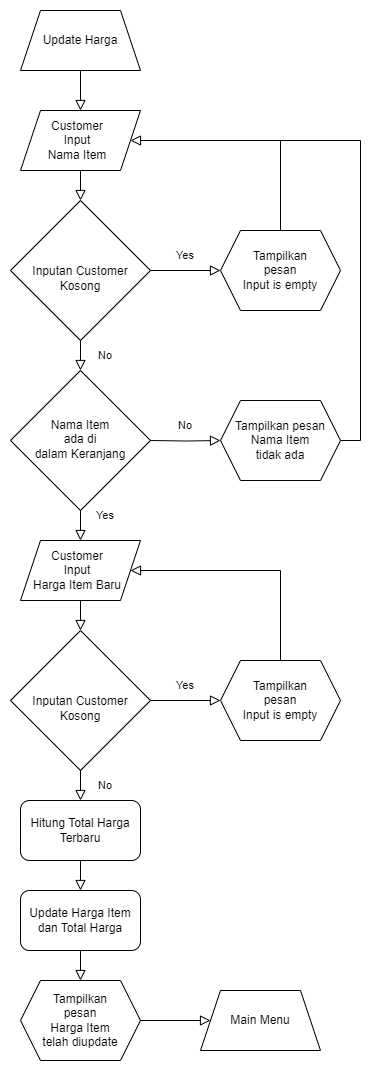 Update Harga
Customer
Input
Nama Item
Inputan Customer
Kosong
Yes
Tampilkan
pesan
Input is empty
No
Nama Item
ada di
dalam Keranjang
No
Tampilkan pesan
Nama Item
tidak ada
Yes
Customer
Input
Harga Item Baru
Inputan Customer
Kosong
Yes
Tampilkan
pesan
Input is empty
No
Hitung Total Harga
Terbaru
Update Harga Item
dan Total Harga
Tampilkan
pesan
Harga Item
telah diupdate
Main Menu